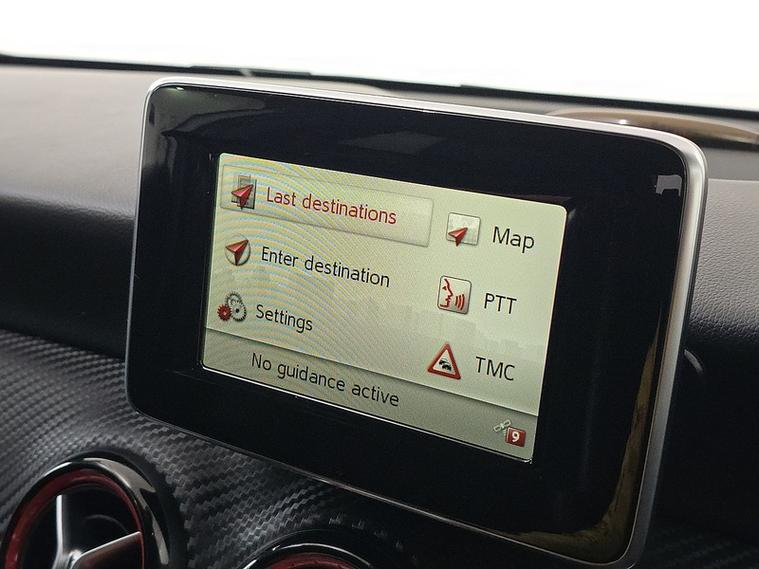 Last destinations
Map
Enter destination
PTT
Settings
TMC
No guidance active
9